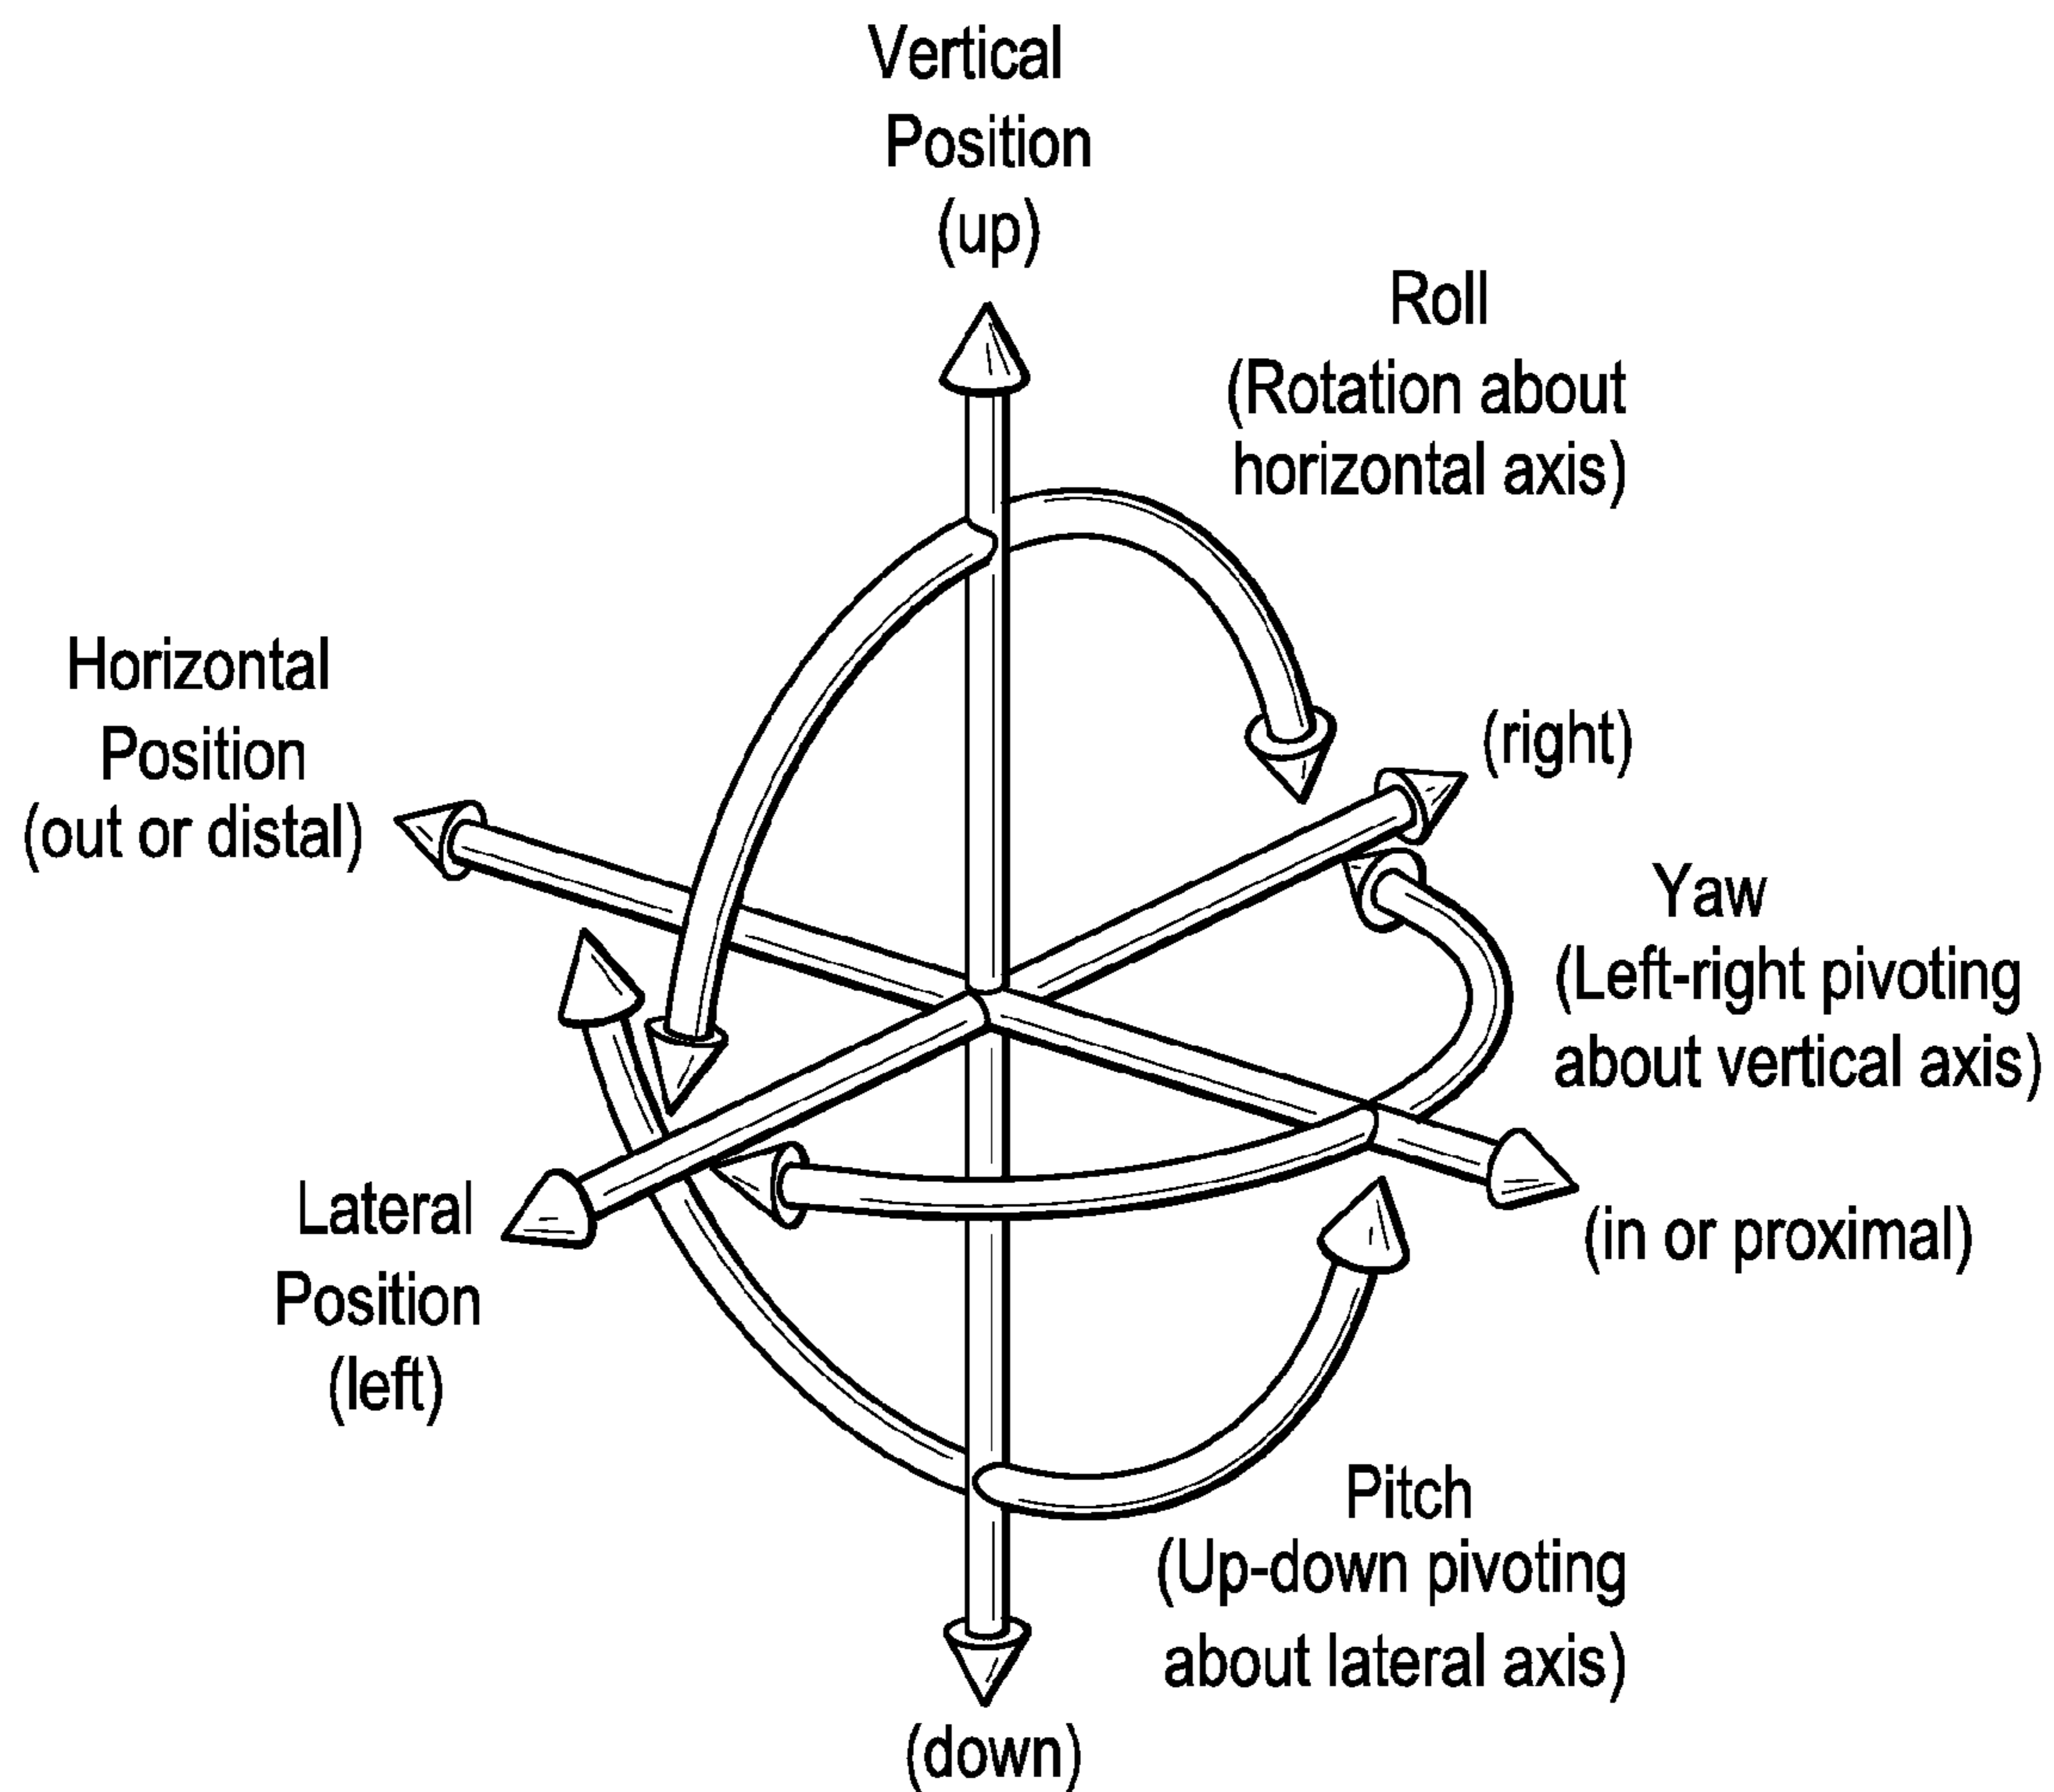 Vertical
Position
(up)
Roll
(Rotation about
horizontal axis)
Horizontal
Position
(out or distal)
(right)
Yaw
(Left-right pivoting
about vertical axis)
Lateral
Position
(left)
(in or proximal)
Pitch
(Up-down pivoting
about lateral axis)
(down)